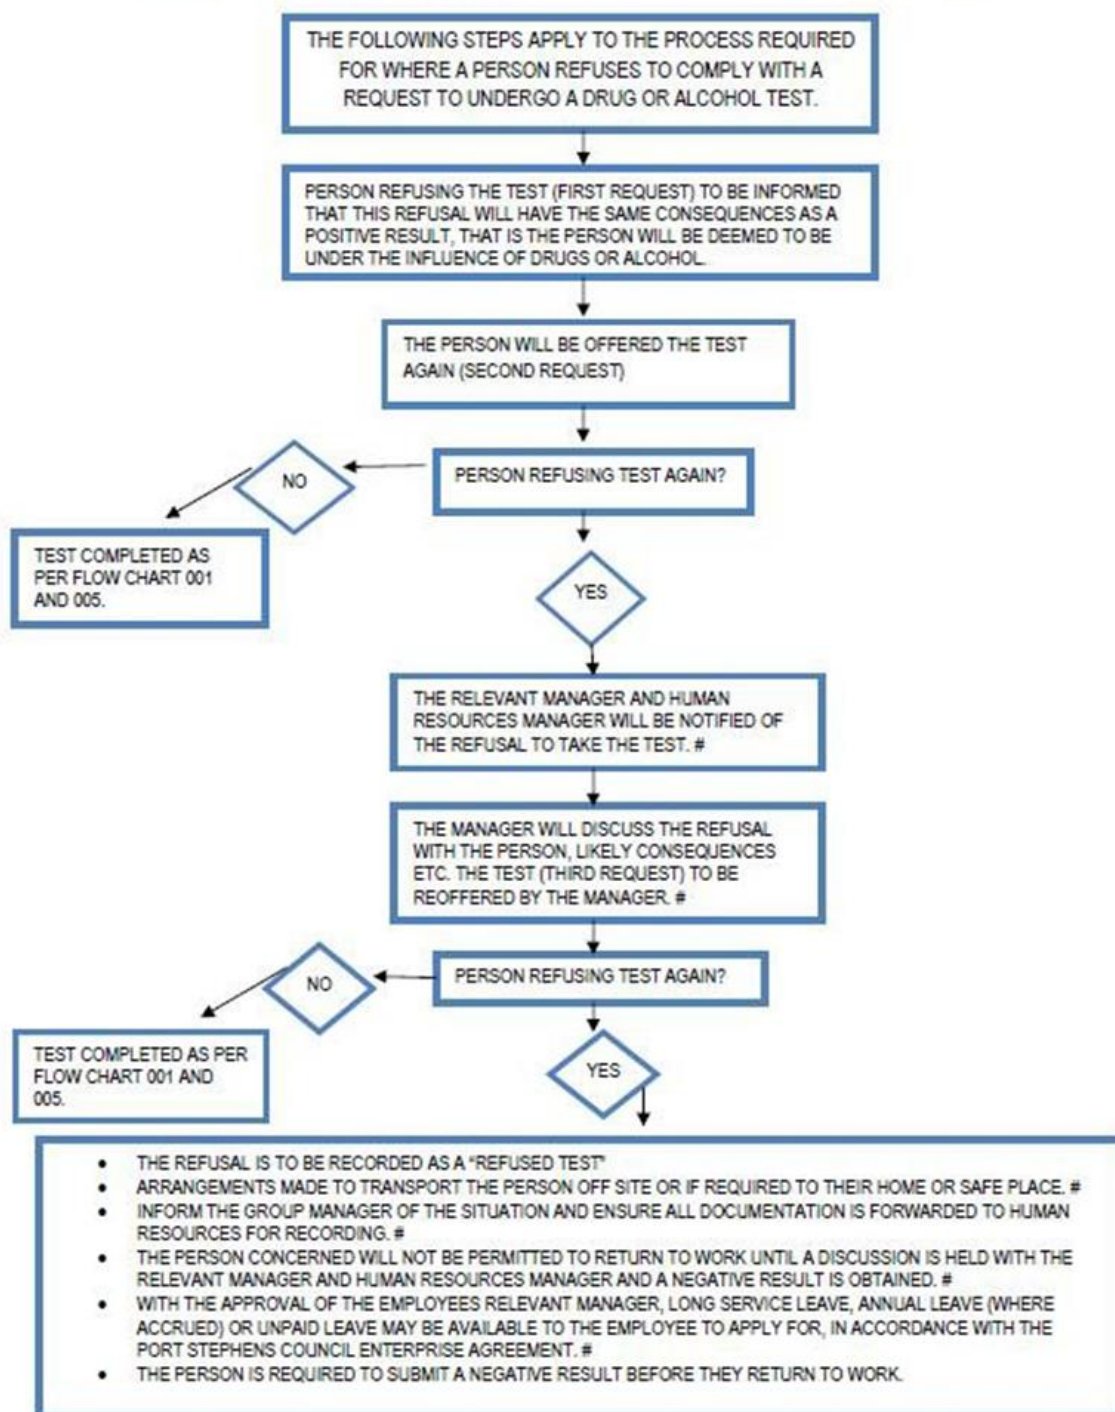 THE FOLLOWING STEPS APPLY TO THE PROCESS REQUIRED
FOR WHERE A PERSON REFUSES TO COMPLY WITH A
REQUEST TO UNDERGO A DRUG OR ALCOHOL TEST.
PERSON REFUSING THE TEST (FIRST REQUEST) TO BE INFORMED
THAT THIS REFUSAL WILL HAVE THE SAME CONSEQUENCES AS A
POSITIVE RESULT, THAT IS THE PERSON WILL BE DEEMED TO BE
UNDER THE INFLUENCE OF DRUGS OR ALCOHOL.
THE PERSON WILL BE OFFERED THE TEST
AGAIN (SECOND REQUEST)
PERSON REFUSING TEST AGAIN?
NO
TEST COMPLETED AS
PER FLOW CHART 001
AND 005.
YES
THE RELEVANT MANAGER AND HUMAN
RESOURCES MANAGER WILL BE NOTIFIED OF
THE REFUSAL TO TAKE THE TEST. #
THE MANAGER WILL DISCUSS THE REFUSAL
WITH THE PERSON, LIKELY CONSEQUENCES
ETC. THE TEST (THIRD REQUEST) TO BE
REOFFERED BY THE MANAGER. #
PERSON REFUSING TEST AGAIN?
NO
TEST COMPLETED AS PER
FLOW CHART 001 AND
005.
YES
• THE REFUSAL IS TO BE RECORDED AS A “REFUSED TEST”
• ARRANGEMENTS MADE TO TRANSPORT THE PERSON OFF SITE OR IF REQUIRED TO THEIR HOME OR SAFE PLACE. #
• INFORM THE GROUP MANAGER OF THE SITUATION AND ENSURE ALL DOCUMENTATION IS FORWARDED TO HUMAN
RESOURCES FOR RECORDING. #
• THE PERSON CONCERNED WILL NOT BE PERMITTED TO RETURN TO WORK UNTIL A DISCUSSION IS HELD WITH THE
RELEVANT MANAGER AND HUMAN RESOURCES MANAGER AND A NEGATIVE RESULT IS OBTAINED. #
• WITH THE APPROVAL OF THE EMPLOYEES RELEVANT MANAGER, LONG SERVICE LEAVE, ANNUAL LEAVE (WHERE
ACCRUED) OR UNPAID LEAVE MAY BE AVAILABLE TO THE EMPLOYEE TO APPLY FOR, IN ACCORDANCE WITH THE
PORT STEPHENS COUNCIL ENTERPRISE AGREEMENT. #
• THE PERSON IS REQUIRED TO SUBMIT A NEGATIVE RESULT BEFORE THEY RETURN TO WORK.